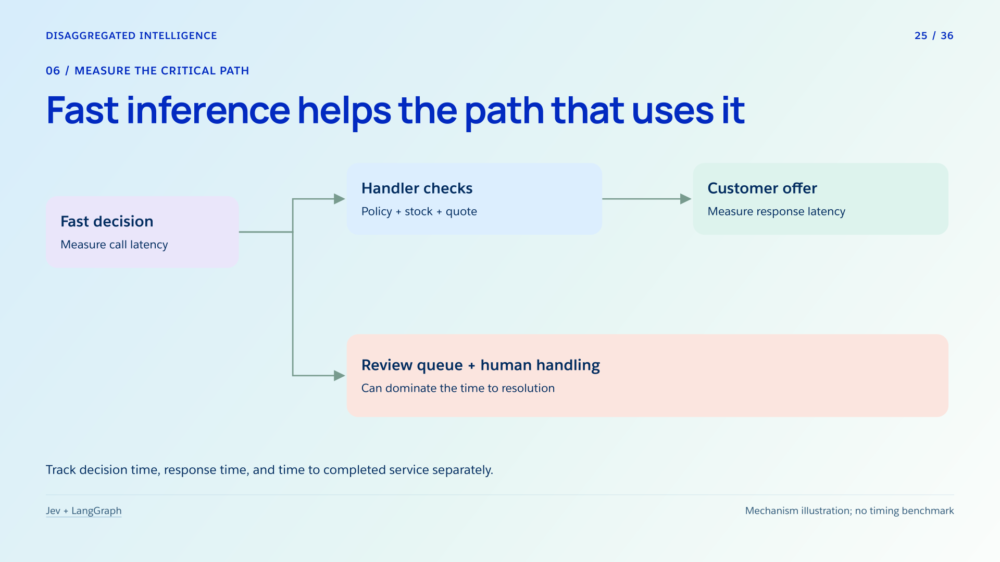 DISAGGREGATED INTELLIGENCE
25 / 36
06 / MEASURE THE CRITICAL PATH
Fast inference helps the path that uses it
Fast decision
Measure call latency
Handler checks
Policy + stock + quote
Customer offer
Measure response latency
Review queue + human handling
Can dominate the time to resolution
Track decision time, response time, and time to completed service separately.
Jev + LangGraph
Mechanism illustration; no timing benchmark